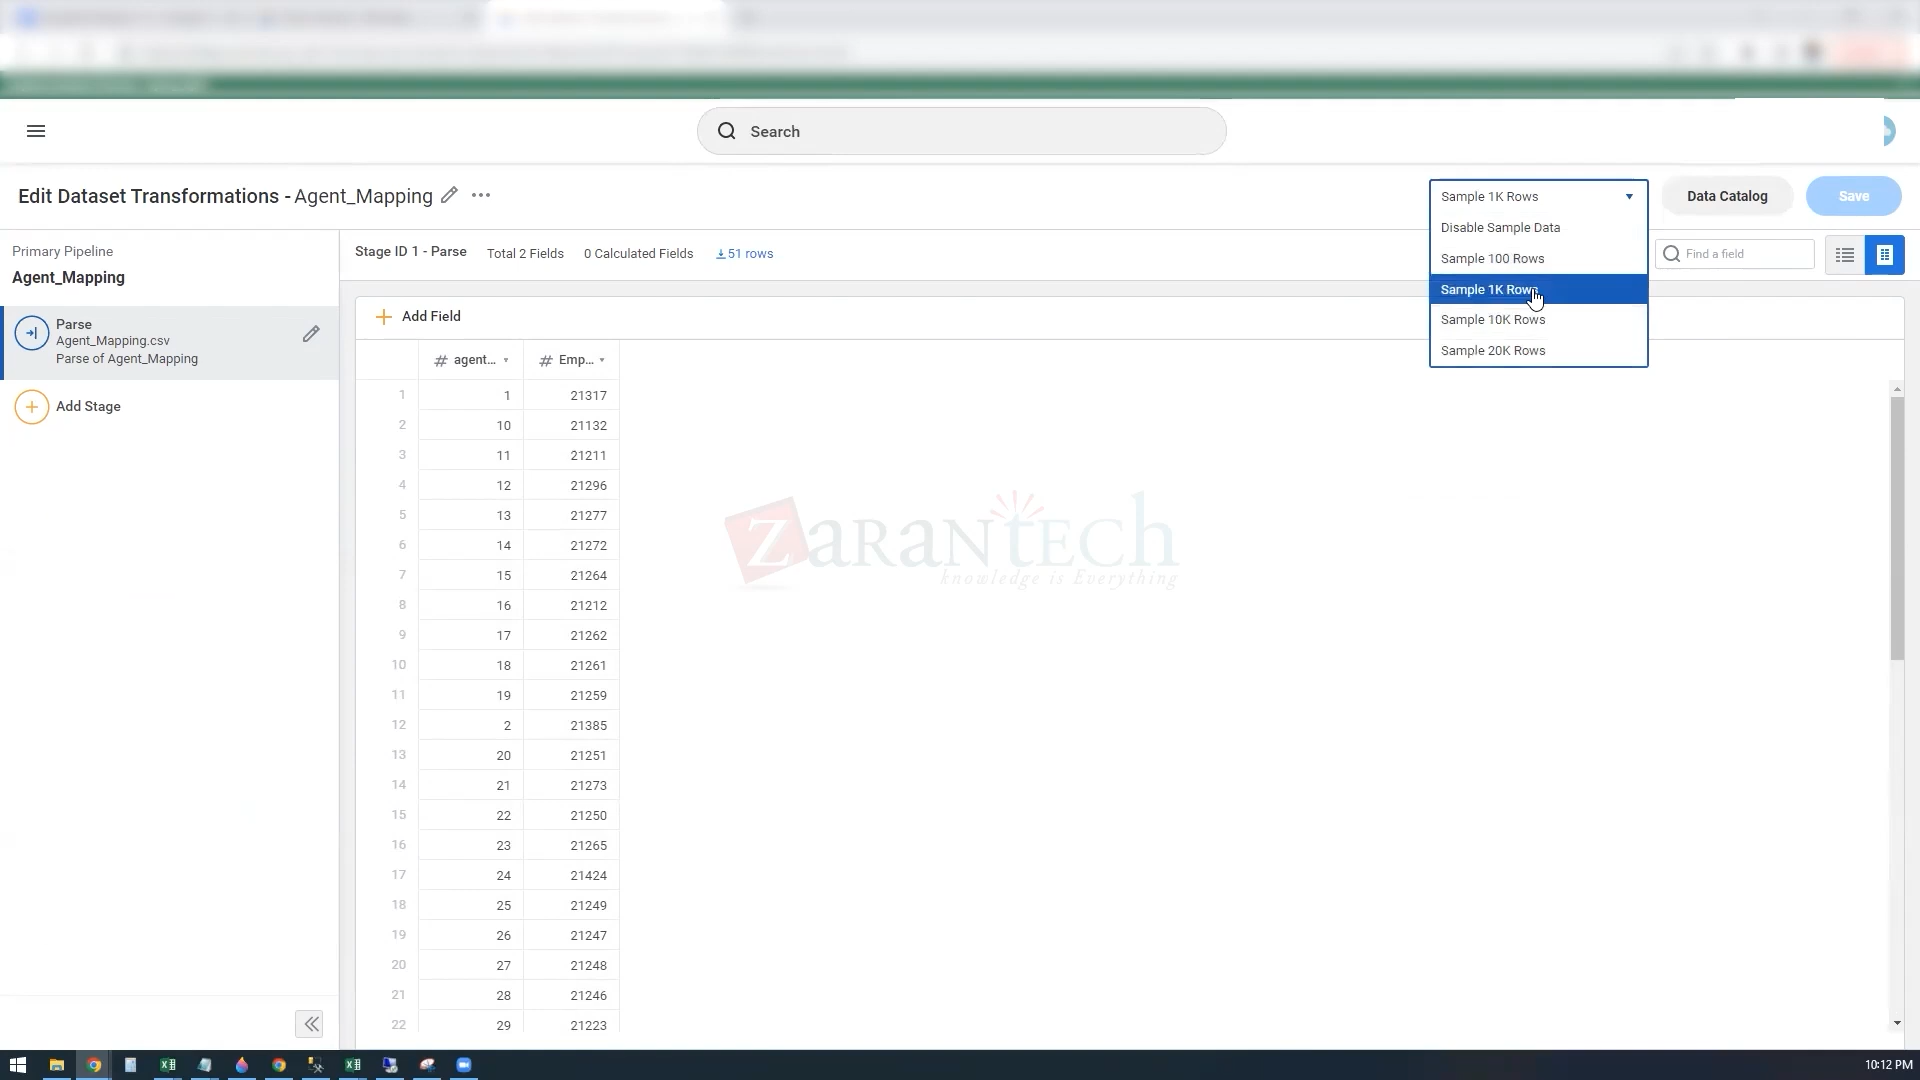 Search
Edit Dataset Transformations - Agent_Mapping
Sample 1K Rows
Data Catalog
Save
Disable Sample Data
Sample 100 Rows
Sample 1K Rows
Sample 10K Rows
Sample 20K Rows
Primary Pipeline
Agent_Mapping
Parse
Agent_Mapping.csv
Parse of Agent_Mapping
Add Stage
Stage ID 1 - Parse Total 2 Fields 0 Calculated Fields 51 rows
Find a field
Add Field
# agent... # Emp...
1 1 21317
2 10 21132
3 11 21211
4 12 21296
5 13 21277
6 14 21272
7 15 21264
8 16 21212
9 17 21262
10 18 21261
11 19 21259
12 2 21385
13 20 21251
14 21 21273
15 22 21250
16 23 21265
17 24 21424
18 25 21249
19 26 21247
20 27 21248
21 28 21246
22 29 21223
ZaranTech
knowledge is Everything
10:12 PM